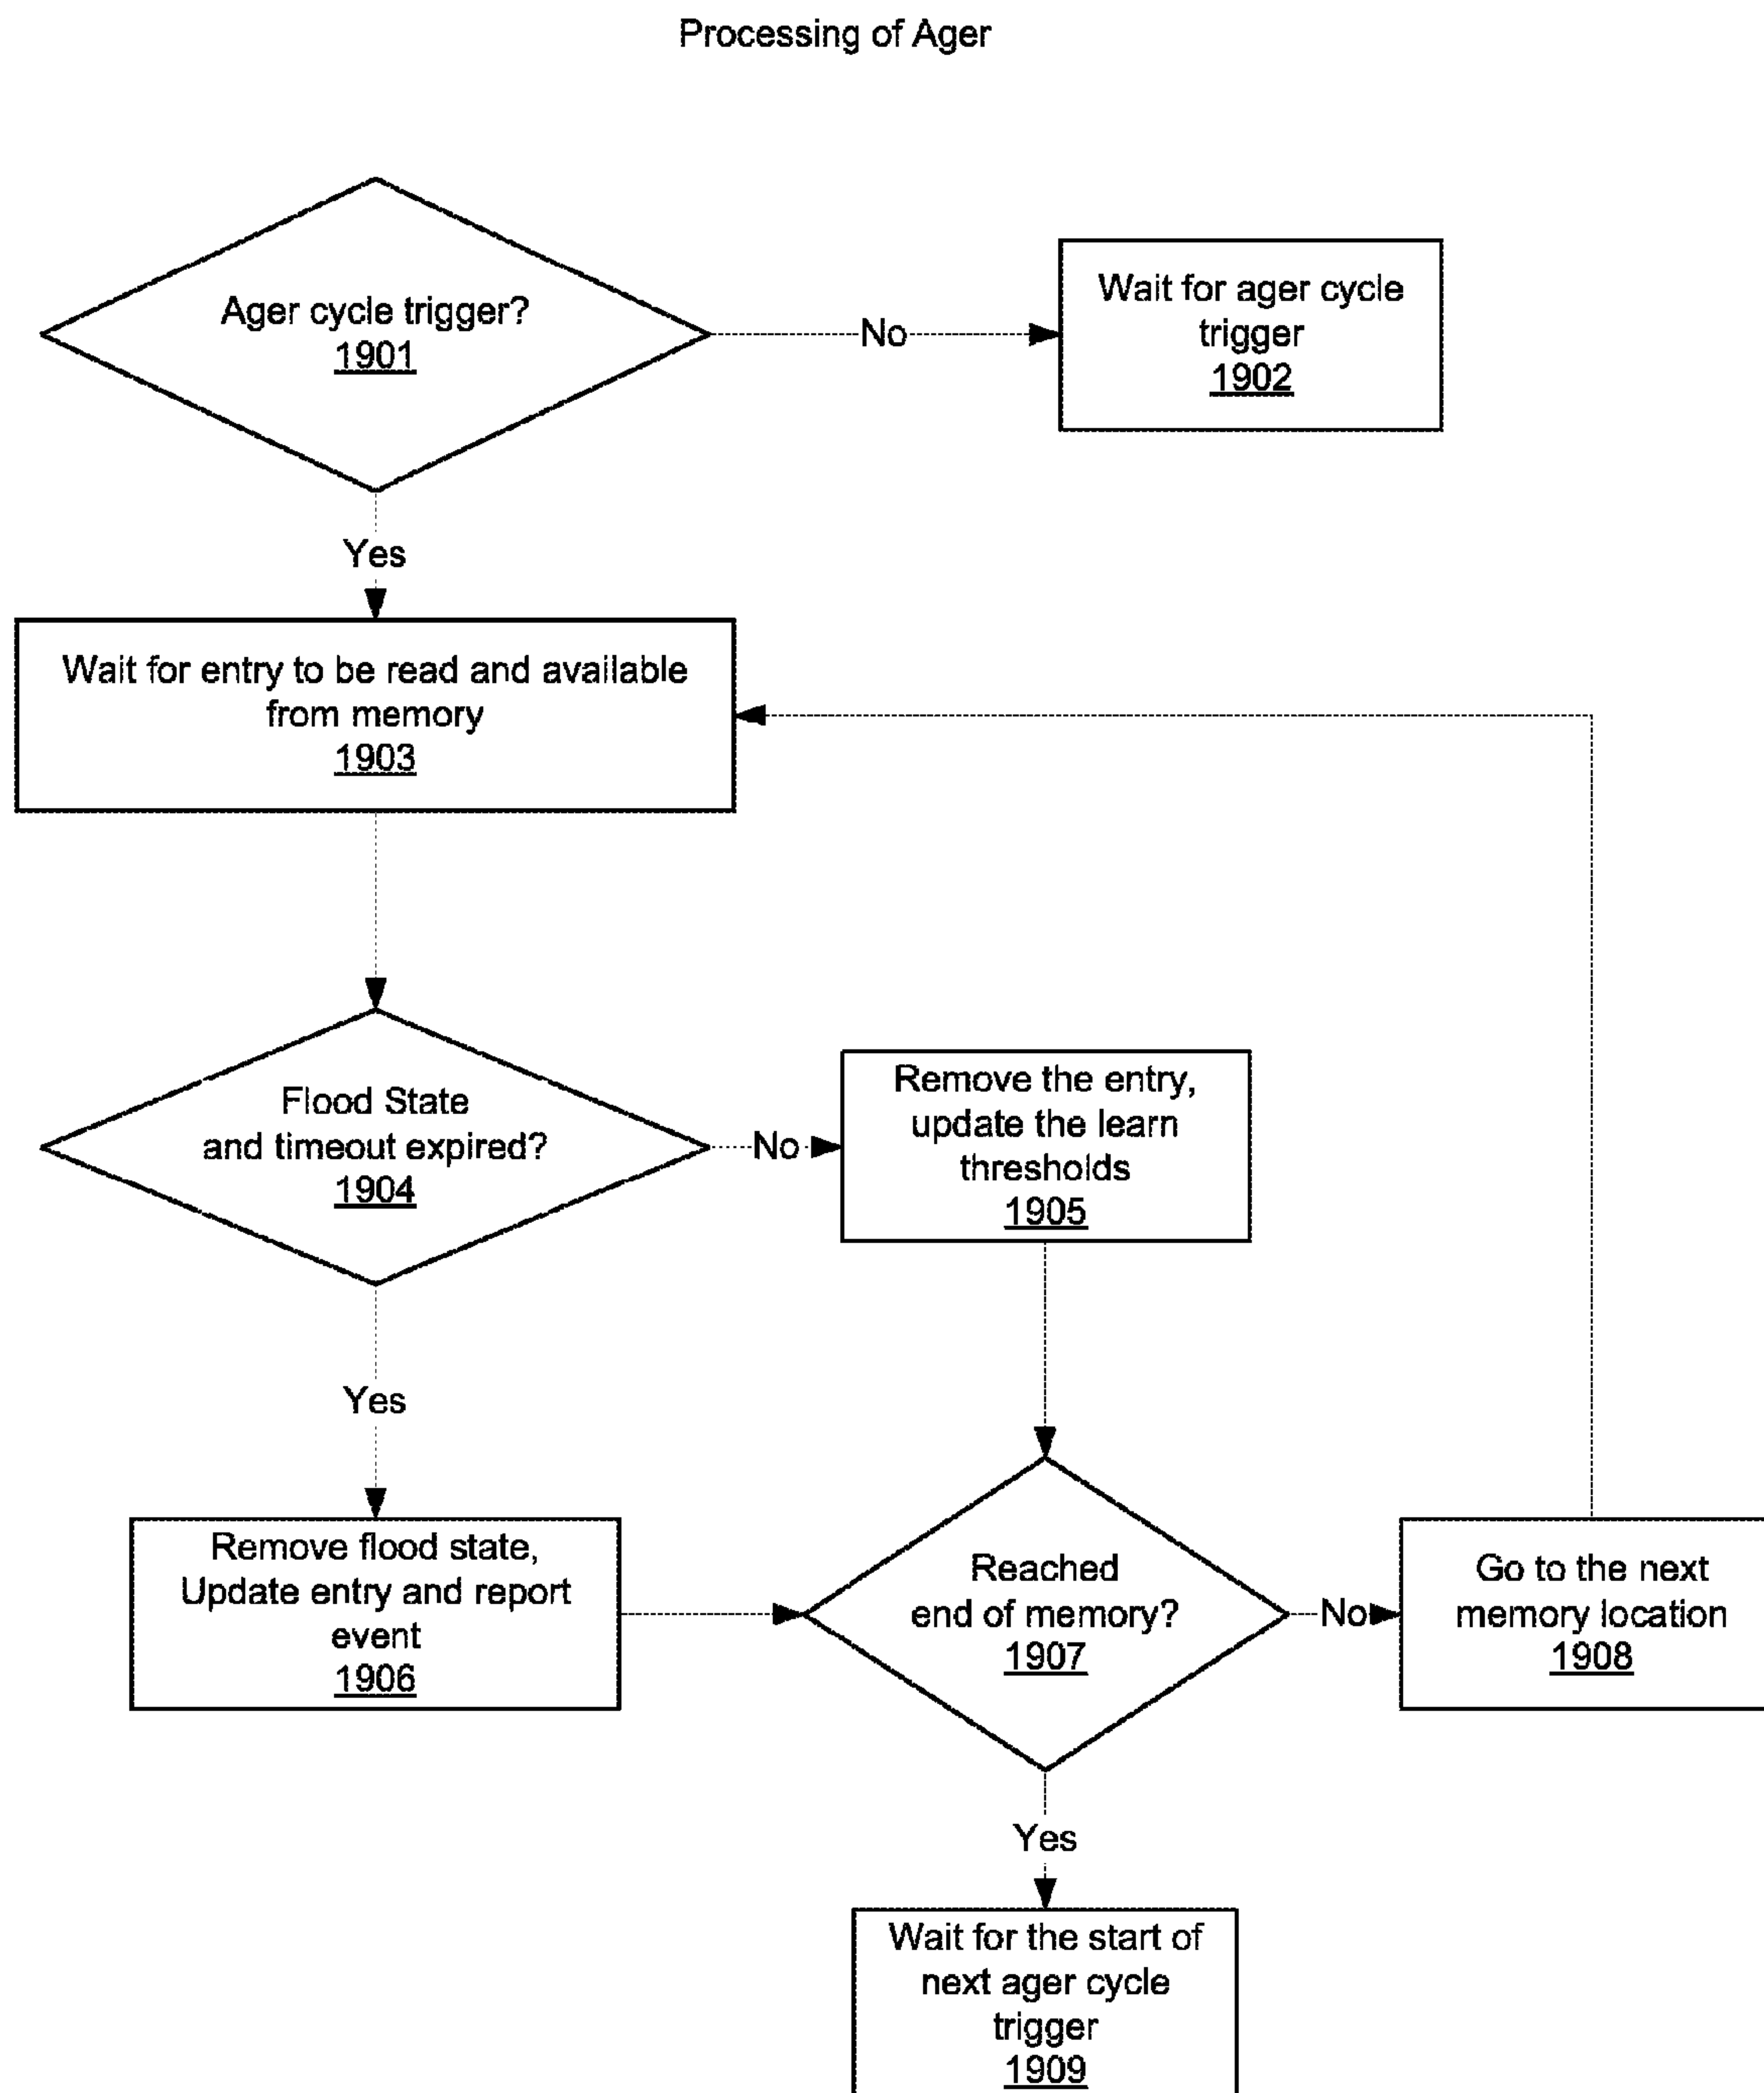 Processing of Ager
Ager cycle trigger?
1901
No
Wait for ager cycle
trigger
1902
Yes
Wait for entry to be read and available
from memory
1903
Flood State
and timeout expired?
1904
No
Remove the entry,
update the learn
thresholds
1905
Yes
Remove flood state,
Update entry and report
event
1906
Reached
end of memory?
1907
No
Go to the next
memory location
1908
Yes
Wait for the start of
next ager cycle
trigger
1909